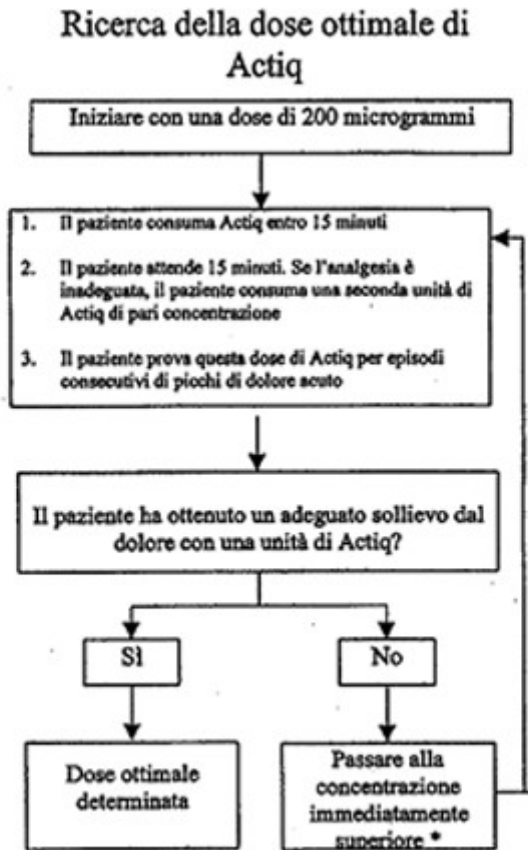 Ricerca della dose ottimale di
Actiq
Iniziare con una dose di 200 microgrammi
1. Il paziente consuma Actiq entro 15 minuti
2. Il paziente attende 15 minuti. Se l'analgesia è
inadeguata, il paziente consuma una seconda unità di
Actiq di pari concentrazione
3. Il paziente prova questa dose di Actiq per episodi
consecutivi di picchi di dolore acuto
Il paziente ha ottenuto un adeguato sollievo dal
dolore con una unità di Actiq?
Sì
No
Dose ottimale
determinata
Passare alla
concentrazione
immediatamente
superiore *